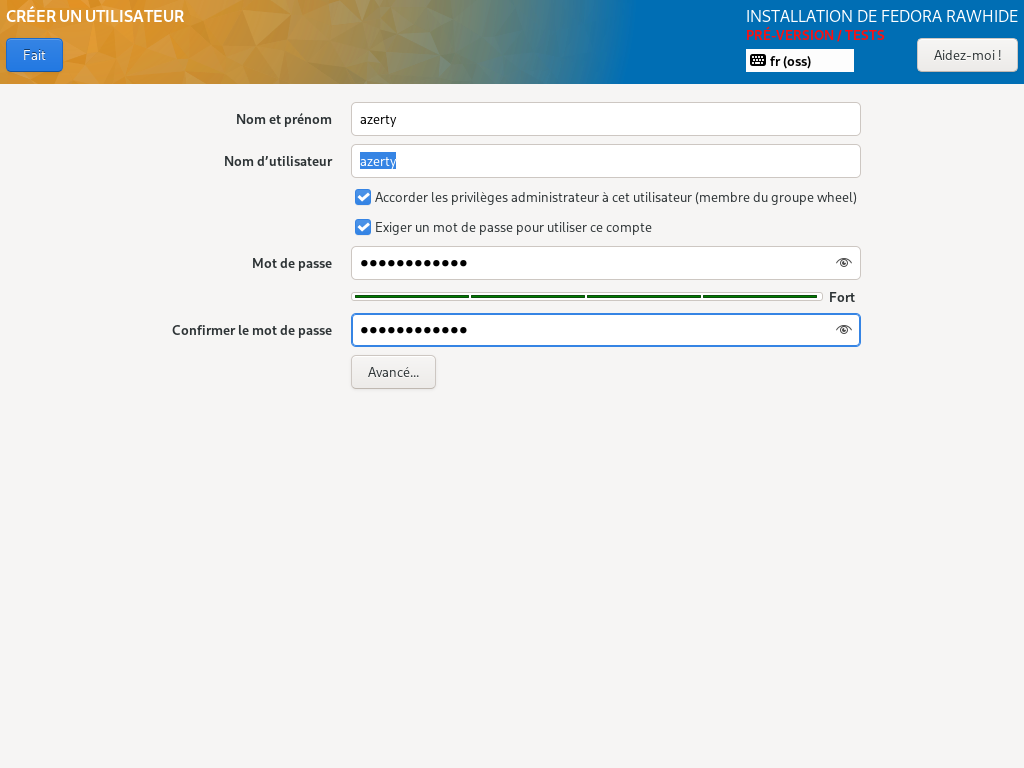 CRÉER UN UTILISATEUR
INSTALLATION DE FEDORA RAWHIDE
PRÉ-VERSION / TESTS
Fait
fr (oss)
Aidez-moi !
Nom et prénom
azerty
Nom d’utilisateur
azerty
Accorder les privilèges administrateur à cet utilisateur (membre du groupe wheel)
Exiger un mot de passe pour utiliser ce compte
Mot de passe
●●●●●●●●●●●●
Fort
Confirmer le mot de passe
●●●●●●●●●●●●
Avancé...